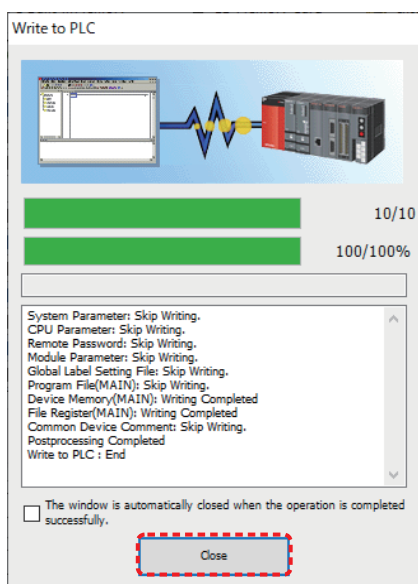 Write to PLC
10/10
100/100%
System Parameter: Skip Writing.
CPU Parameter: Skip Writing.
Remote Password: Skip Writing.
Module Parameter: Skip Writing.
Global Label Setting File: Skip Writing.
Program File(MAIN): Skip Writing.
Device Memory(MAIN): Writing Completed
File Register(MAIN): Writing Completed
Common Device Comment: Skip Writing.
Postprocessing Completed
Write to PLC : End
The window is automatically closed when the operation is completed
successfully.
Close